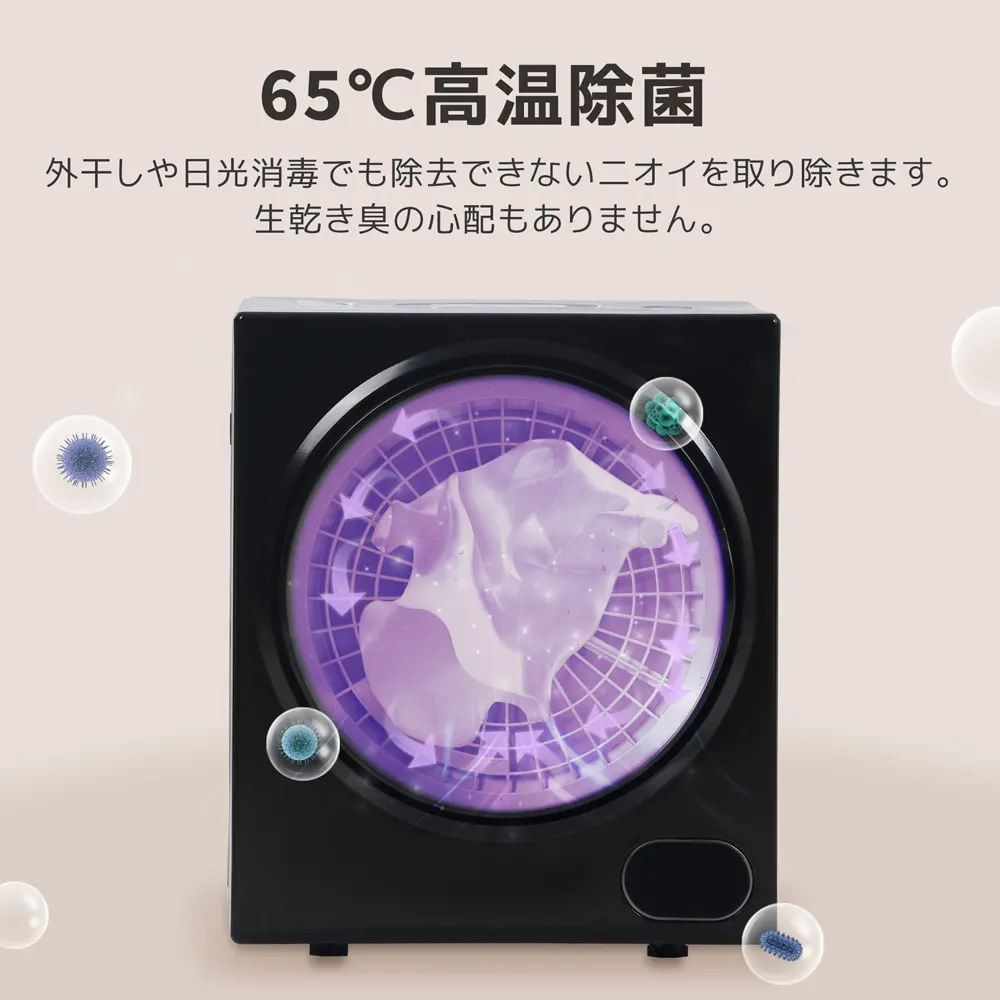 65℃高温除菌
外干しや日光消毒でも除去できないニオイを取り除きます。
生乾き臭の心配もありません。